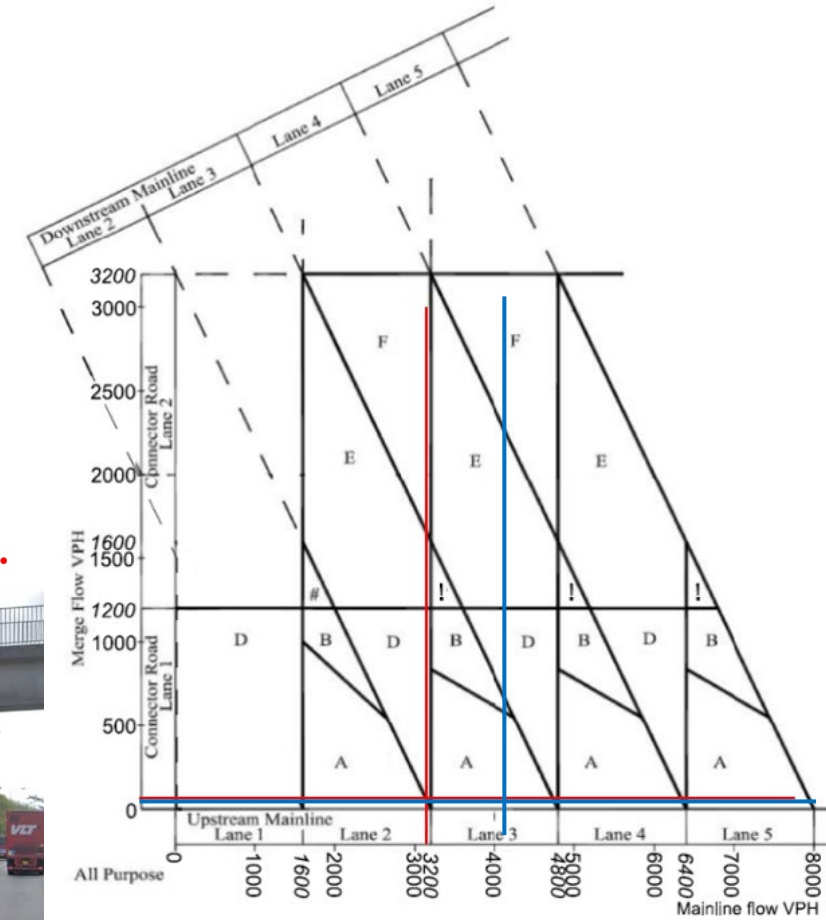 Lane 5
Lane 4
Lane 3
Downstream Mainline
Lane 2
3200
3000
2500
2000
1600
1500
1200
1000
500
0
Merge Flow VPH
Connector Road
Lane 2
Connector Road
Lane 1
F
F
E
E
E
#
!
!
!
D
B
D
B
D
B
D
B
A
A
A
A
VLT
Upstream Mainline
Lane 1
Lane 2
Lane 3
Lane 4
Lane 5
All Purpose
0
1000
1600
2000
3000
3200
4000
4800
5000
6000
6400
7000
8000
Mainline flow VPH